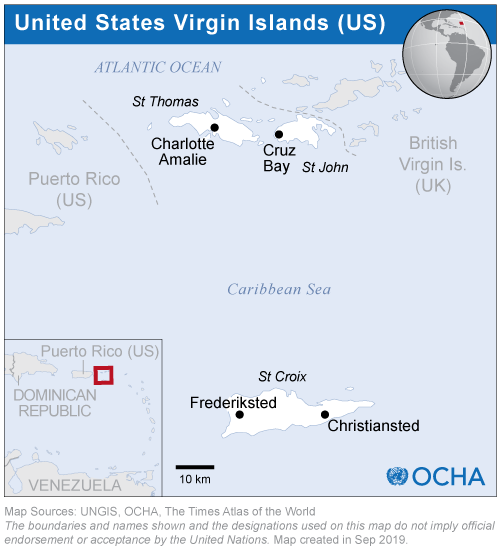 United States Virgin Islands (US)
ATLANTIC OCEAN
St Thomas
Charlotte
Amalie
Cruz
Bay
St John
British
Virgin Is.
(UK)
Puerto Rico
(US)
Caribbean Sea
St Croix
Frederiksted
Christiansted
Puerto Rico (US)
DOMINICAN
REPUBLIC
VENEZUELA
10 km
OCHA
Map Sources: UNGIS, OCHA, The Times Atlas of the World
The boundaries and names shown and the designations used on this map do not imply official
endorsement or acceptance by the United Nations. Map created in Sep 2019.